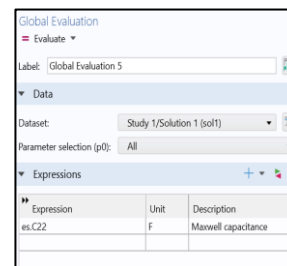 Global Evaluation
= Evaluate
Label: Global Evaluation 5
Data
Dataset: Study 1/Solution 1 (sol1)
Parameter selection (p0): All
Expressions
Expression Unit Description
es.C22 F Maxwell capacitance